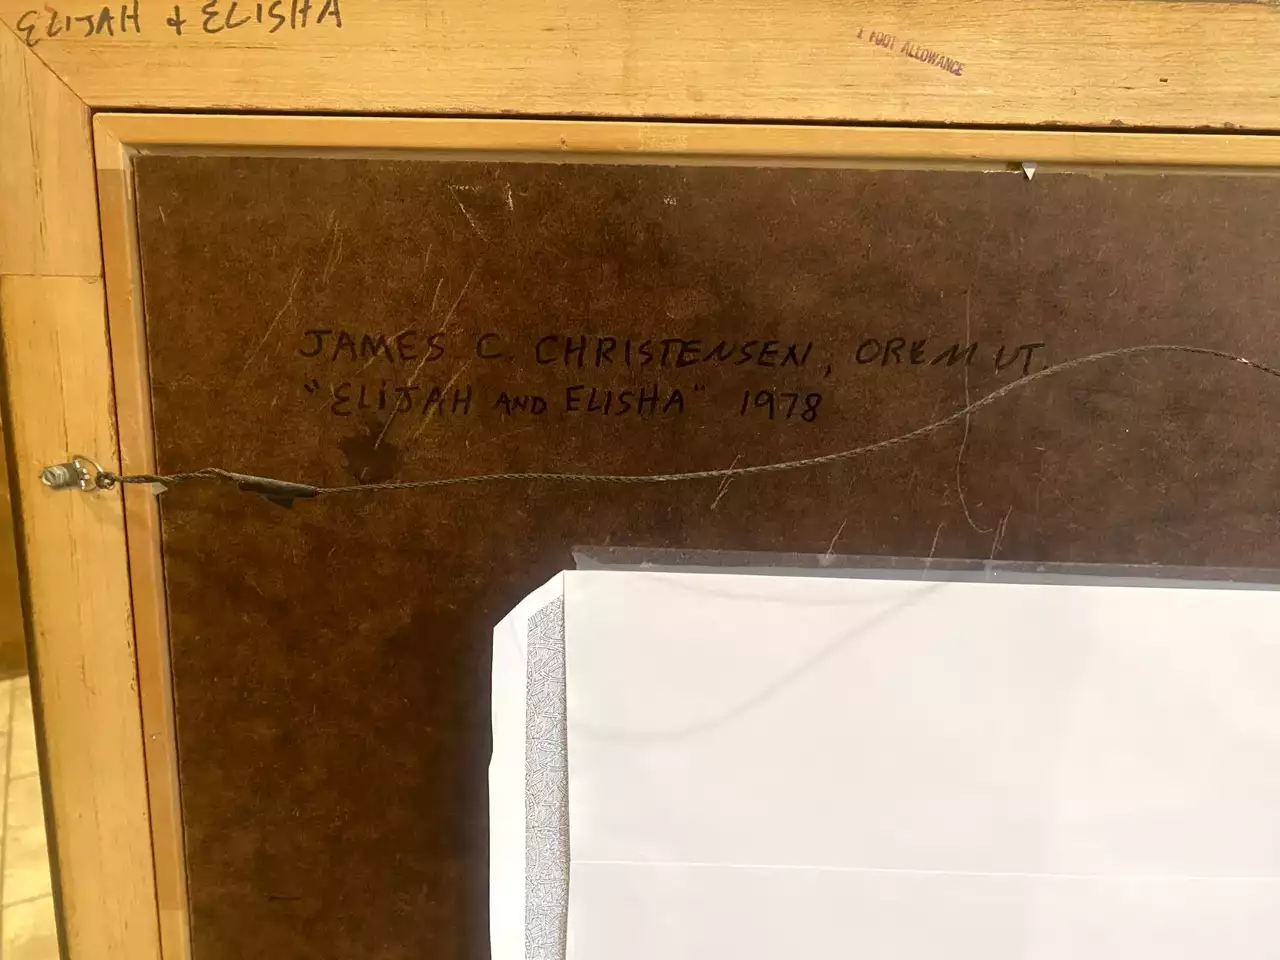 ELIJAH & ELISHA
1 FOOT ALLOWANCE
JAMES C. CHRISTENSEN, OREM UT.
"ELIJAH AND ELISHA" 1978